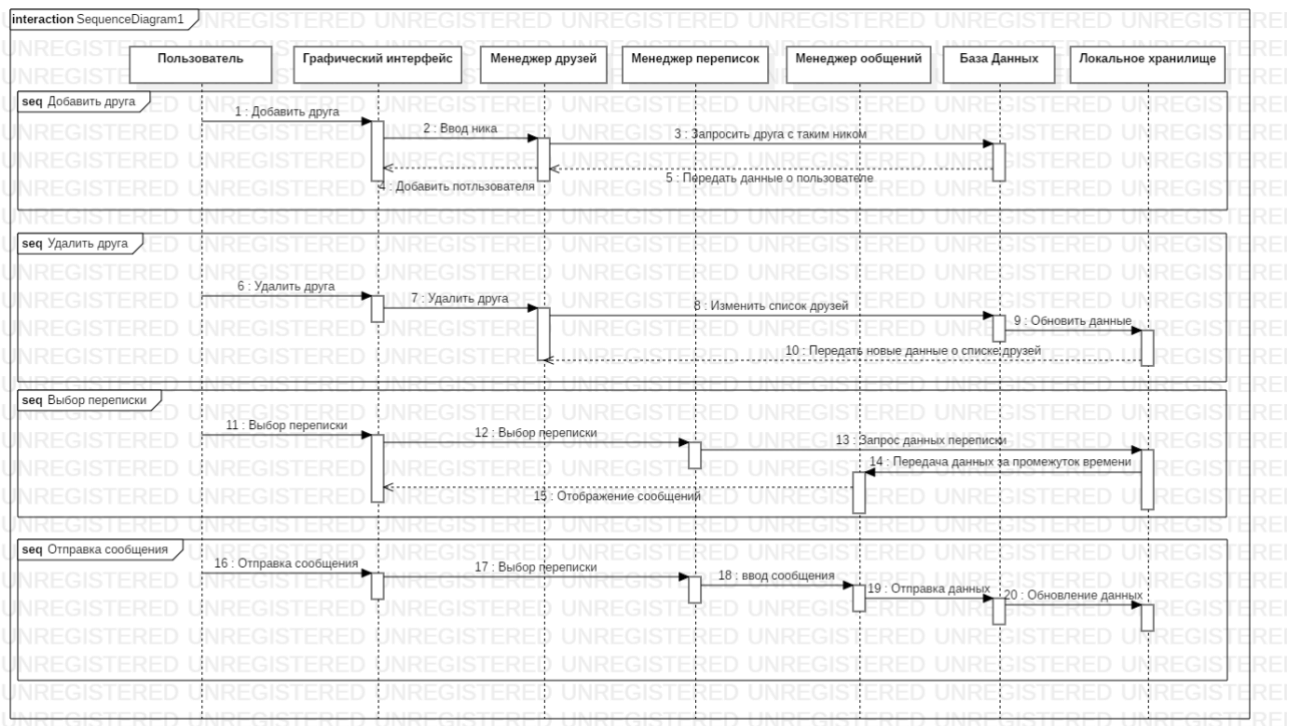 interaction SequenceDiagram1
Пользователь
Графический интерфейс
Менеджер друзей
Менеджер переписок
Менеджер ообщений
База Данных
Локальное хранилище
seq Добавить друга
1 : Добавить друга
2 : Ввод ника
3 : Запросить друга с таким ником
4 : Добавить потльзователя
5 : Передать данные о пользователе
seq Удалить друга
6 : Удалить друга
7 : Удалить друга
8 : Изменить список друзей
9 : Обновить данные
10 : Передать новые данные о списке друзей
seq Выбор переписки
11 : Выбор переписки
12 : Выбор переписки
13 : Запрос данных переписки
14 : Передача данных за промежуток времени
15 : Отображение сообщений
seq Отправка сообщения
16 : Отправка сообщения
17 : Выбор переписки
18 : ввод сообщения
19 : Отправка данных
20 : Обновление данных
UNREGISTERED